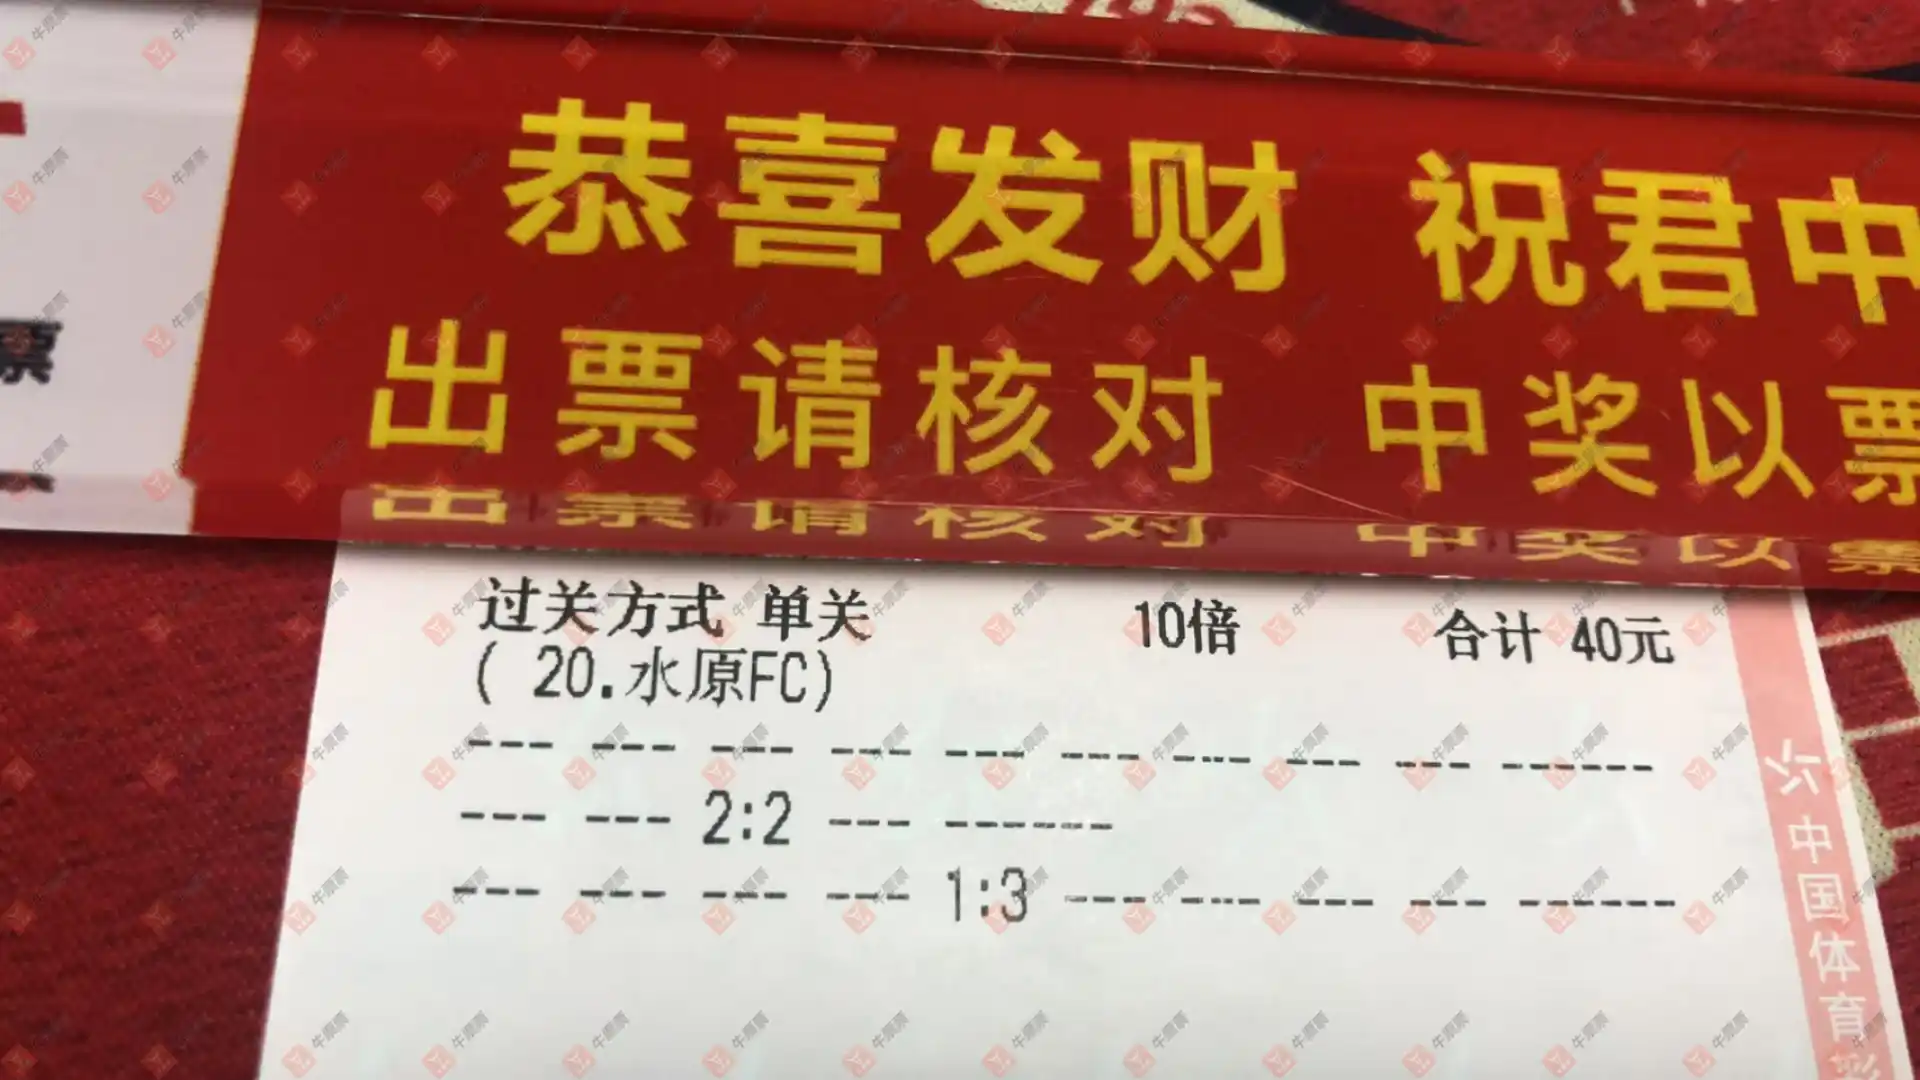 恭喜发财 祝君中
出票请核对 中奖以票
票
过关方式 单关 10倍 合计 40元
( 20.水原FC)
--- --- --- --- --- --- --- --- --- ------
--- --- 2:2 --- ------
--- --- --- --- 1:3 --- --- --- --- ------
中国体育彩